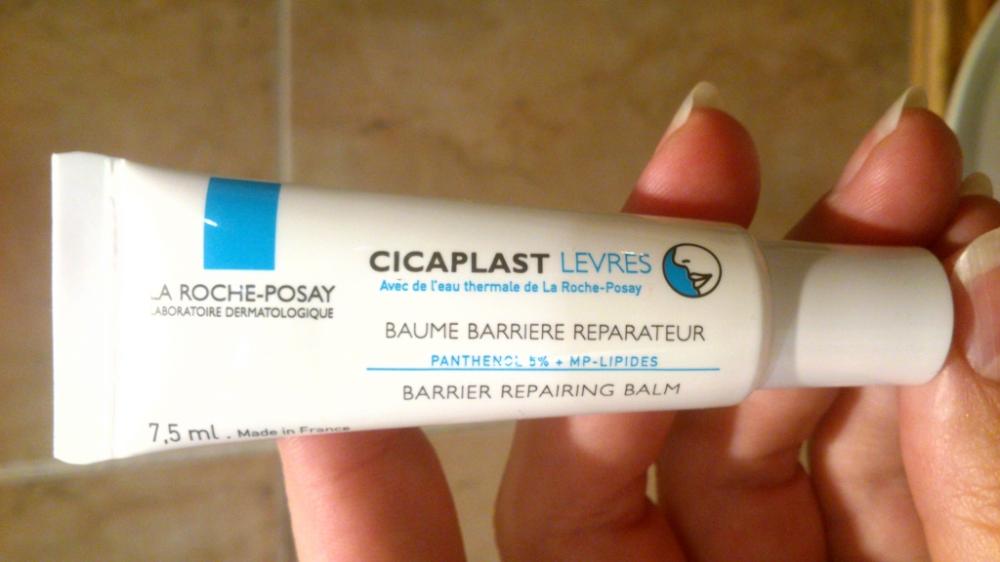 LA ROCHE-POSAY
LABORATOIRE DERMATOLOGIQUE
CICAPLAST LEVRES
Avec de l'eau thermale de La Roche-Posay
BAUME BARRIERE REPARATEUR
PANTHENOL 5% + MP-LIPIDES
BARRIER REPAIRING BALM
7,5 ml . Made in France